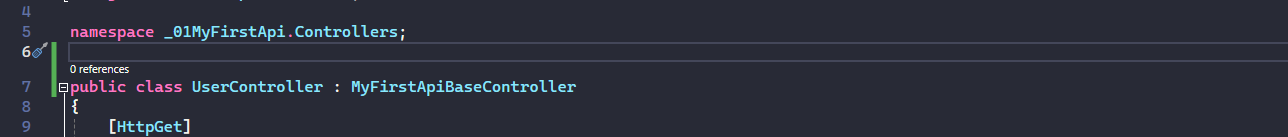 4
5 namespace _01MyFirstApi.Controllers;
6
0 references
7 public class UserController : MyFirstApiBaseController
8 {
9 [HttpGet]